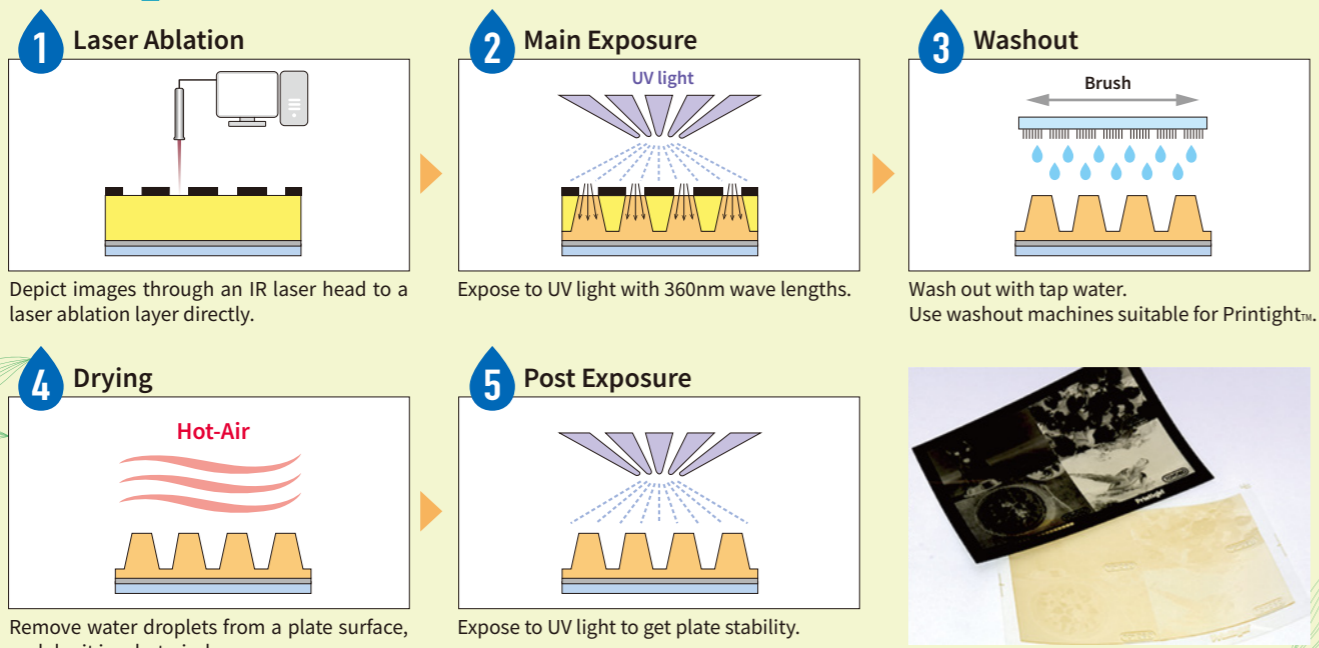 1 Laser Ablation
Depict images through an IR laser head to a
laser ablation layer directly.
2 Main Exposure
UV light
Expose to UV light with 360nm wave lengths.
3 Washout
Brush
Wash out with tap water.
Use washout machines suitable for Printight™.
4 Drying
Hot-Air
Remove water droplets from a plate surface,
5 Post Exposure
Expose to UV light to get plate stability.
Printight